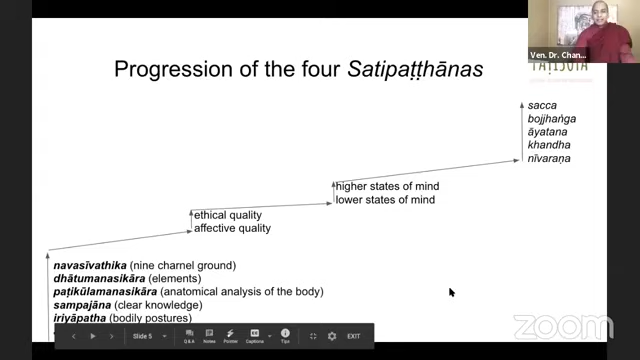 Progression of the four Satipaṭṭhānas
Ven. Dr. Chan...
sacca
bojjhaṅga
āyatana
khandha
nīvaraṇa
higher states of mind
lower states of mind
ethical quality
affective quality
navasīvathika (nine charnel ground)
dhātumanasikāra (elements)
paṭikūlamanasikāra (anatomical analysis of the body)
sampajāna (clear knowledge)
iriyāpatha (bodily postures)
Slide 5
Q&A
Notes
Pointer
Captions
Tips
EXIT
zoom